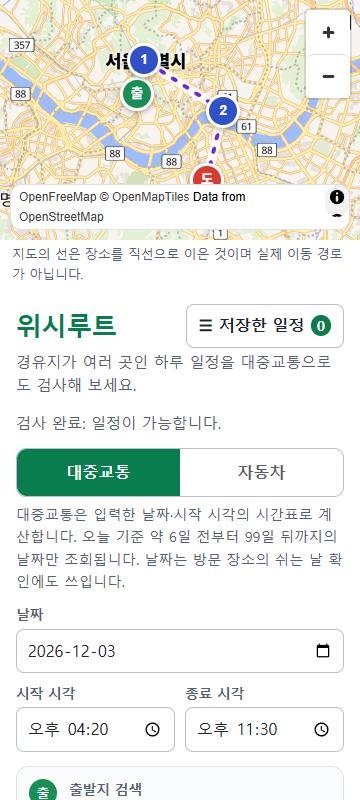 357
서울
시
1
출
2
88
61
88
88
도
88
88
OpenFreeMap © OpenMapTiles Data from
OpenStreetMap
1
지도의 선은 장소를 직선으로 이은 것이며 실제 이동 경로
가 아닙니다.
위시루트
☰ 저장한 일정 0
경유지가 여러 곳인 하루 일정을 대중교통으로
도 검사해 보세요.
검사 완료: 일정이 가능합니다.
대중교통 자동차
대중교통은 입력한 날짜·시작 시각의 시간표로 계
산합니다. 오늘 기준 약 6일 전부터 99일 뒤까지의
날짜만 조회됩니다. 날짜는 방문 장소의 쉬는 날 확
인에도 쓰입니다.
날짜
2026-12-03
시작 시각 종료 시각
오후 04:20 오후 11:30
출 출발지 검색